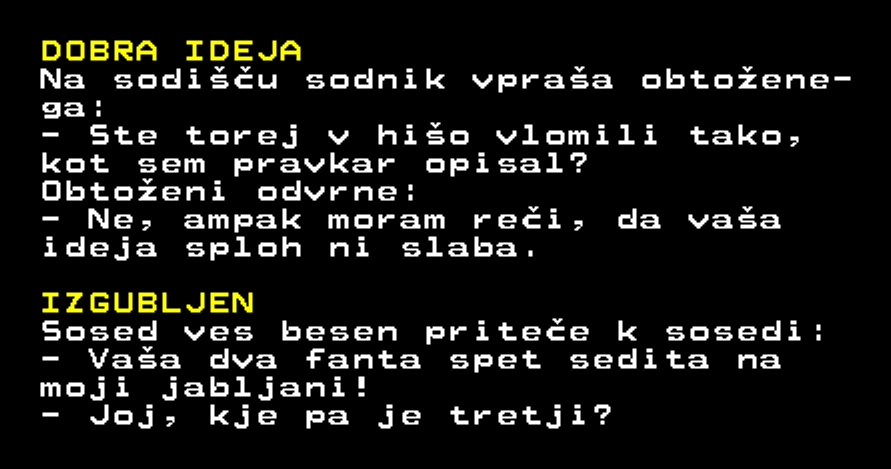 DOBRA IDEJA
Na sodišču sodnik vpraša obtožene-
ga:
- Ste torej v hišo vlomili tako,
kot sem pravkar opisal?
Obtoženi odvrne:
- Ne, ampak moram reči, da vaša
ideja sploh ni slaba.
IZGUBLJEN
Sosed ves besen priteče k sosedi:
- Vaša dva fanta spet sedita na
moji jabljani!
- Joj, kje pa je tretji?